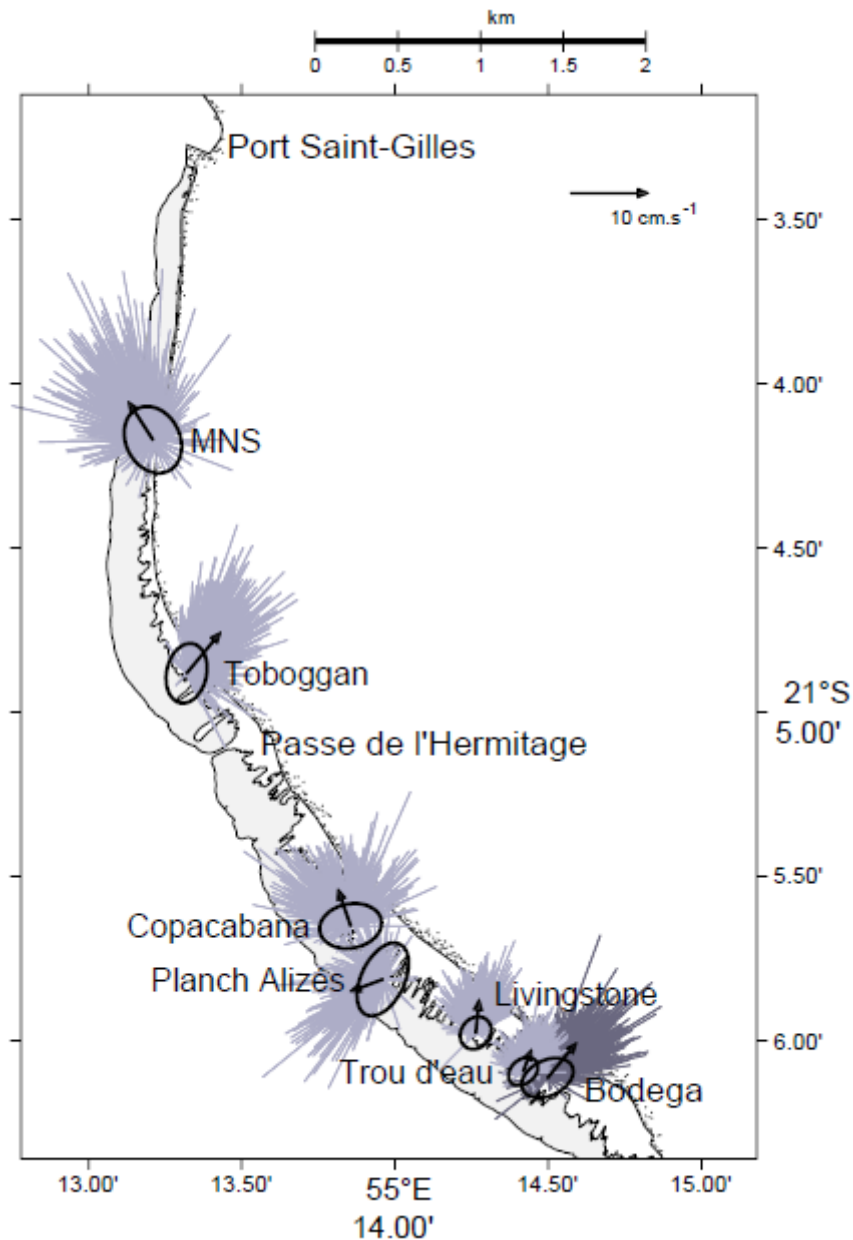 km
0 0.5 1 1.5 2
Port Saint-Gilles
10 cm.s⁻¹
3.50'
4.00'
MNS
4.50'
Toboggan
21°S
5.00'
Passe de l'Hermitage
5.50'
Copacabana
Planch Alizés
Livingstone
6.00'
Trou d'eau
Bodega
13.00' 13.50' 55°E 14.50' 15.00'
14.00'